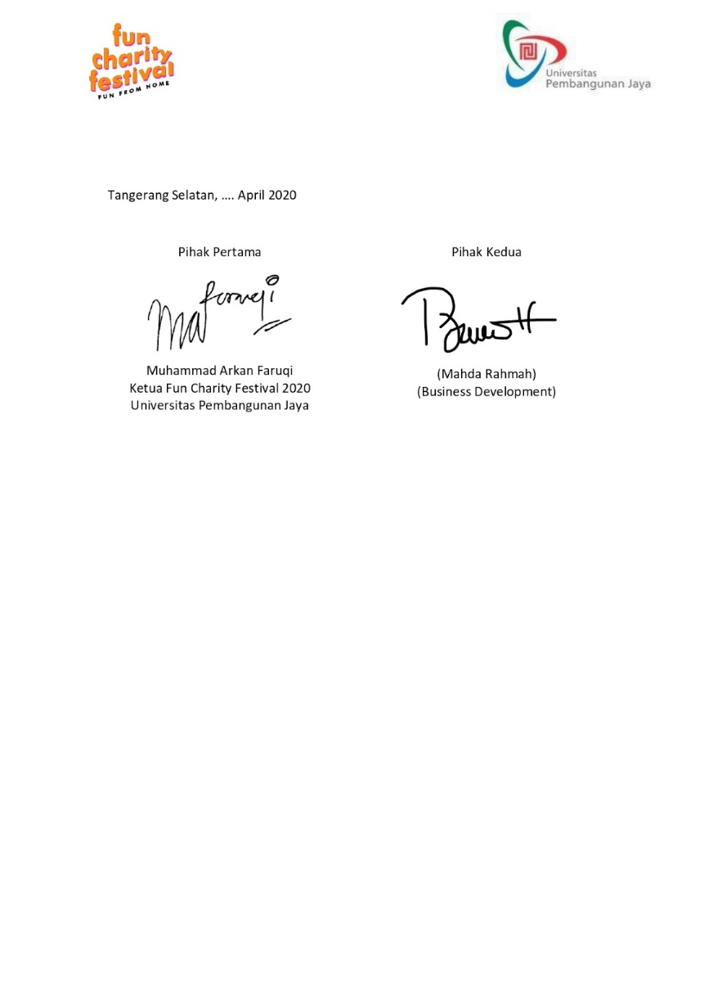 fun
charity
festival
FUN FROM HOME
Universitas
Pembangunan Jaya
Tangerang Selatan, .... April 2020
Pihak Pertama
Pihak Kedua
Muhammad Arkan Faruqi
Ketua Fun Charity Festival 2020
Universitas Pembangunan Jaya
(Mahda Rahmah)
(Business Development)